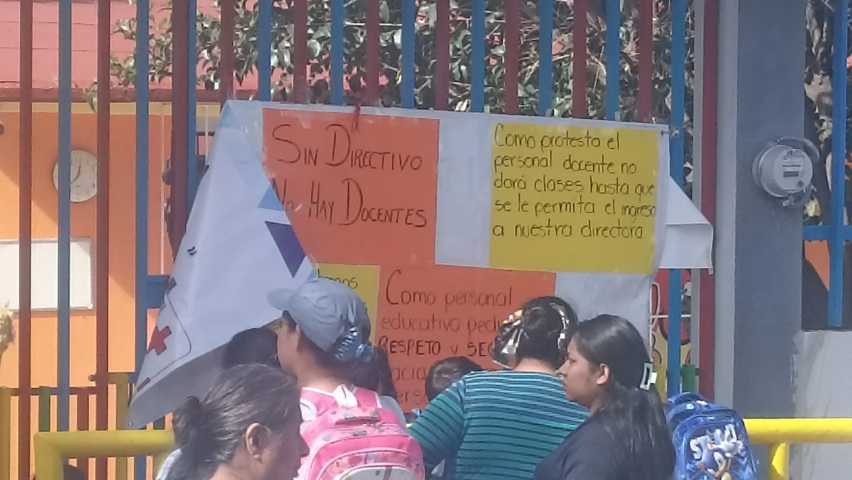 SIN DIRECTIVO
No HAY DOCENTES
Como protesta el
personal docente no
dará clases hasta que
se le permita el ingreso
a nuestra directora.
Como personal
educativo
RESPETO y